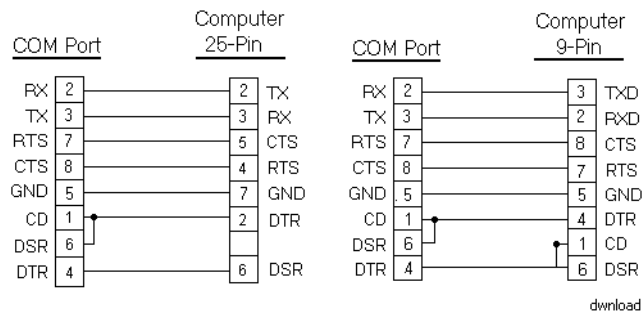 COM Port Computer 25-Pin
RX 2 2 TX
TX 3 3 RX
RTS 7 5 CTS
CTS 8 4 RTS
GND 5 7 GND
CD 1 2 DTR
DSR 6
DTR 4 6 DSR
COM Port Computer 9-Pin
RX 2 3 TXD
TX 3 2 RXD
RTS 7 8 CTS
CTS 8 7 RTS
GND .5 5 GND
CD 1 4 DTR
DSR 6 1 CD
DTR 4 6 DSR
dwnload